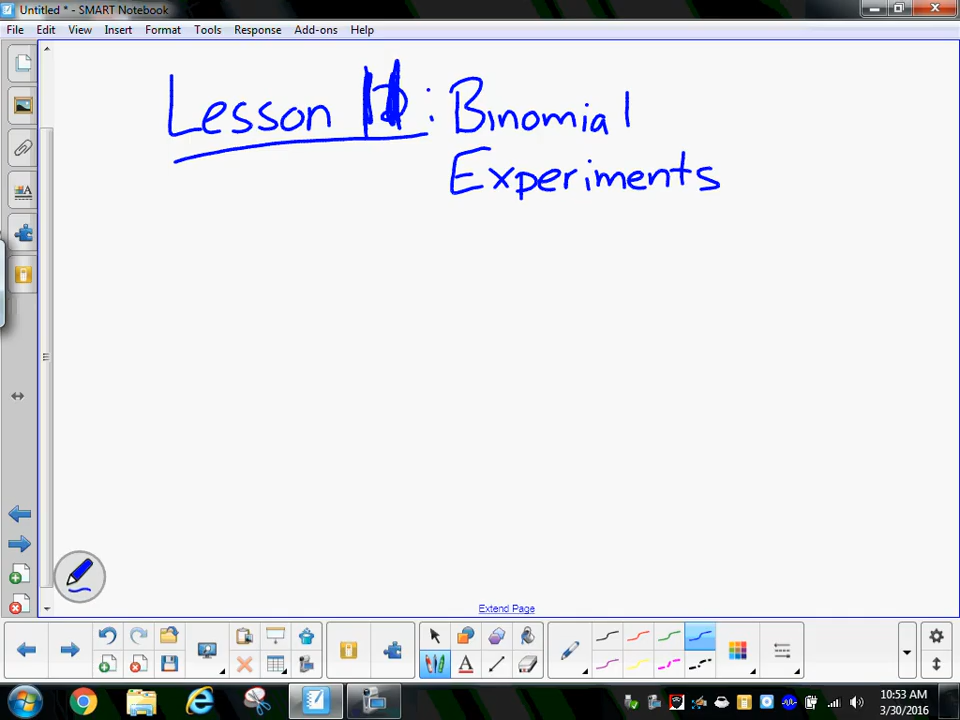 Untitled * - SMART Notebook
File Edit View Insert Format Tools Response Add-ons Help
Lesson 11 : Binomial
Experiments
Extend Page
10:53 AM
3/30/2016